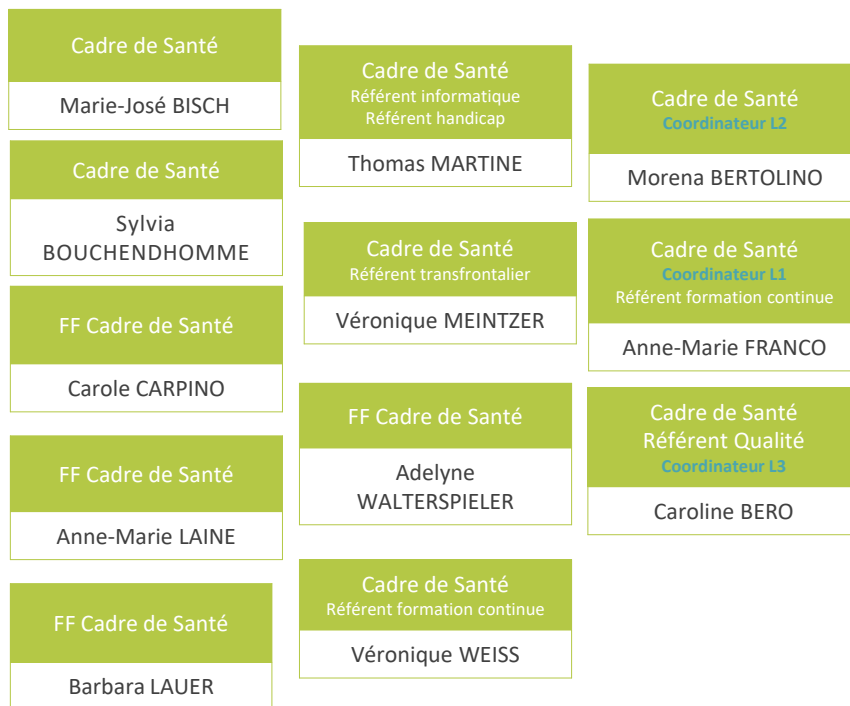 Cadre de Santé
Marie-José BISCH
Cadre de Santé
Sylvia
BOUCHENDHOMME
FF Cadre de Santé
Carole CARPINO
FF Cadre de Santé
Anne-Marie LAINE
FF Cadre de Santé
Barbara LAUER
Cadre de Santé
Référent informatique
Référent handicap
Thomas MARTINE
Cadre de Santé
Référent transfrontalier
Véronique MEINTZER
FF Cadre de Santé
Adelyne
WALTERSPIELER
Cadre de Santé
Référent formation continue
Véronique WEISS
Cadre de Santé
Coordinateur L2
Morena BERTOLINO
Cadre de Santé
Coordinateur L1
Référent formation continue
Anne-Marie FRANCO
Cadre de Santé
Référent Qualité
Coordinateur L3
Caroline BERO